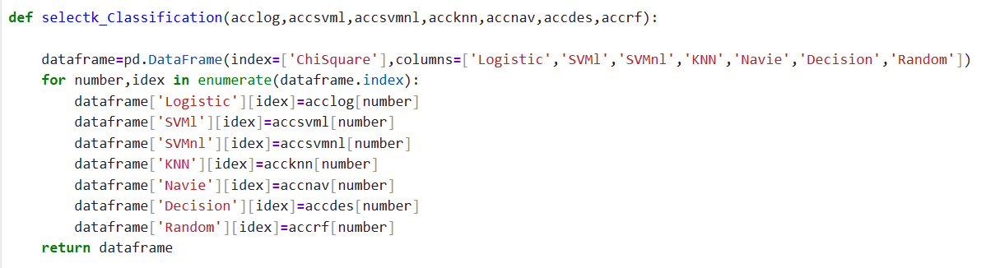 def selectk_Classification(acclog,accsvml,accsvmnl,accknn,accnav,accdes,accrf):
    dataframe=pd.DataFrame(index=['ChiSquare'],columns=['Logistic','SVMl','SVMnl','KNN','Navie','Decision','Random'])
    for number,idex in enumerate(dataframe.index):
        dataframe['Logistic'][idex]=acclog[number]
        dataframe['SVMl'][idex]=accsvml[number]
        dataframe['SVMnl'][idex]=accsvmnl[number]
        dataframe['KNN'][idex]=accknn[number]
        dataframe['Navie'][idex]=accnav[number]
        dataframe['Decision'][idex]=accdes[number]
        dataframe['Random'][idex]=accrf[number]
    return dataframe